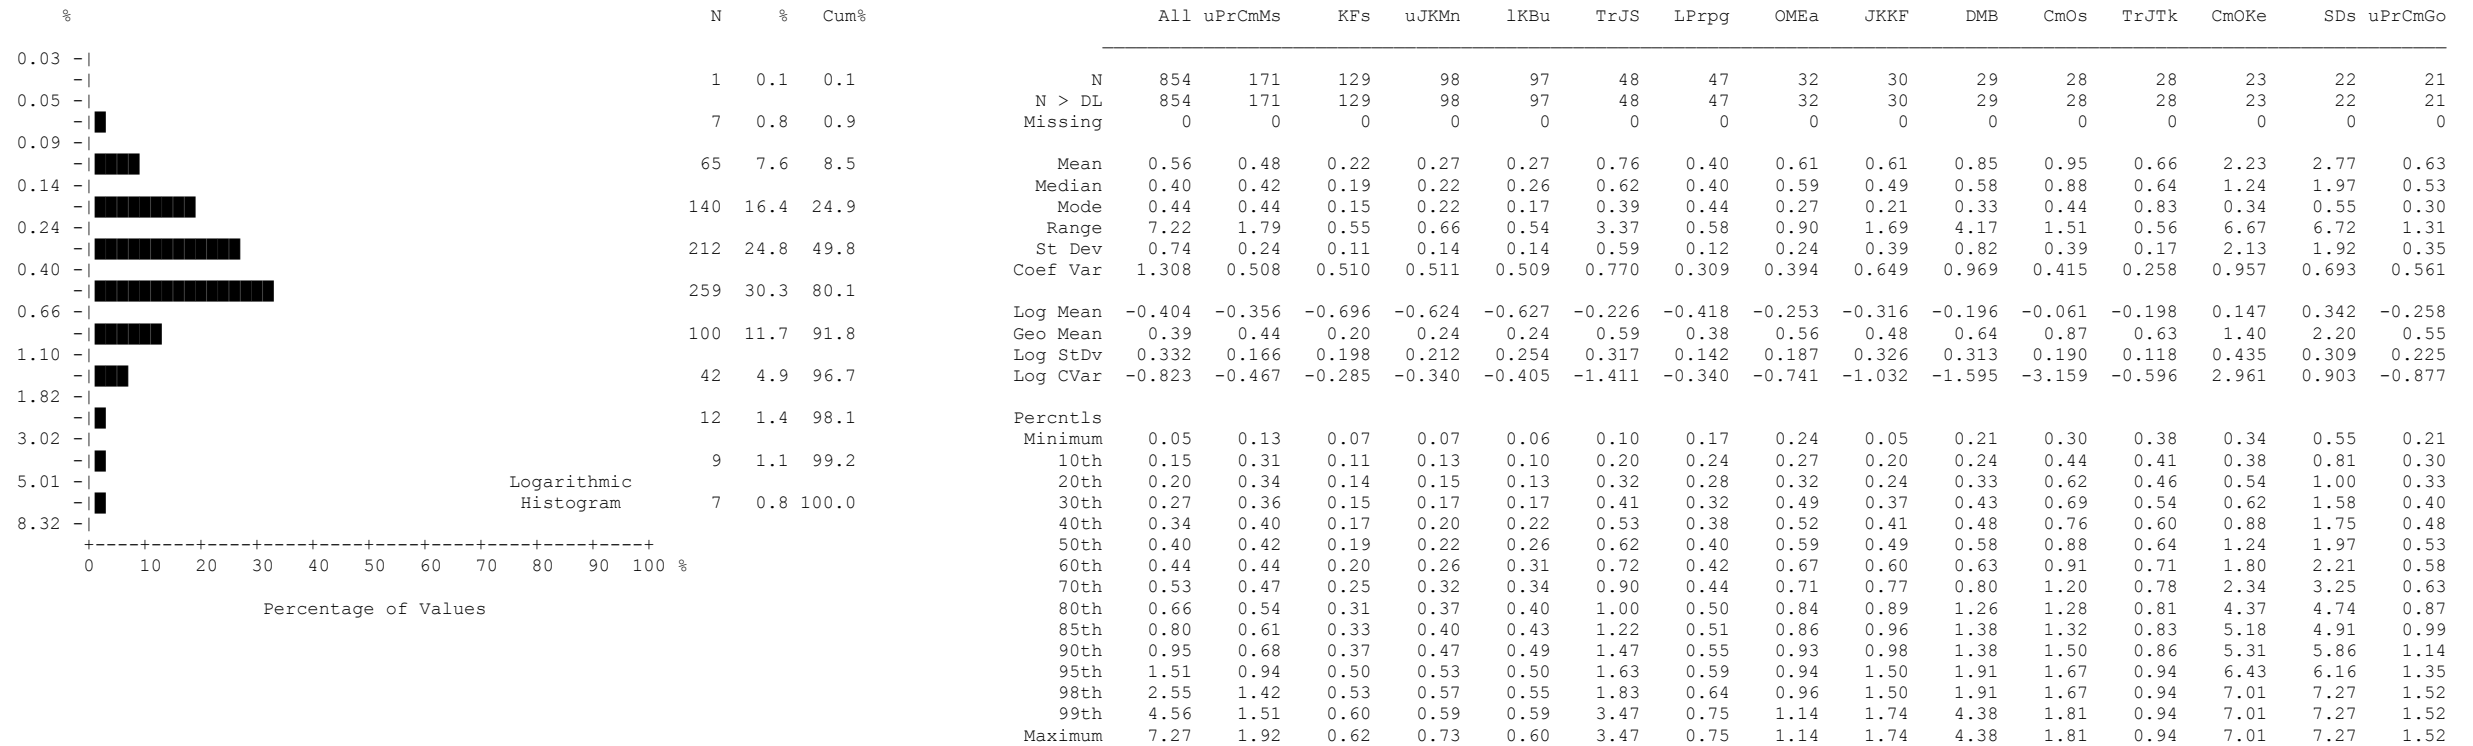 % N % Cum% All uPrCmMs KFs uJKMn lKBu TrJS LPrpg OMEa JKKF DMB CmOs TrJTk CmOKe SDs uPrCmGo
0.03 -|
-| 1 0.1 0.1 N 854 171 129 98 97 48 47 32 30 29 28 28 23 22 21
0.05 -| N > DL 854 171 129 98 97 48 47 32 30 29 28 28 23 22 21
-| 7 0.8 0.9 Missing 0 0 0 0 0 0 0 0 0 0 0 0 0 0 0
0.09 -|
-| 65 7.6 8.5 Mean 0.56 0.48 0.22 0.27 0.27 0.76 0.40 0.61 0.61 0.85 0.95 0.66 2.23 2.77 0.63
0.14 -| Median 0.40 0.42 0.19 0.22 0.26 0.62 0.40 0.59 0.49 0.58 0.88 0.64 1.24 1.97 0.53
-| 140 16.4 24.9 Mode 0.44 0.44 0.15 0.22 0.17 0.39 0.44 0.27 0.21 0.33 0.44 0.83 0.34 0.55 0.30
0.24 -| Range 7.22 1.79 0.55 0.66 0.54 3.37 0.58 0.90 1.69 4.17 1.51 0.56 6.67 6.72 1.31
-| 212 24.8 49.8 St Dev 0.74 0.24 0.11 0.14 0.14 0.59 0.12 0.24 0.39 0.82 0.39 0.17 2.13 1.92 0.35
0.40 -| Coef Var 1.308 0.508 0.510 0.511 0.509 0.770 0.309 0.394 0.649 0.969 0.415 0.258 0.957 0.693 0.561
-| 259 30.3 80.1
0.66 -| Log Mean -0.404 -0.356 -0.696 -0.624 -0.627 -0.226 -0.418 -0.253 -0.316 -0.196 -0.061 -0.198 0.147 0.342 -0.258
-| 100 11.7 91.8 Geo Mean 0.39 0.44 0.20 0.24 0.24 0.59 0.38 0.56 0.48 0.64 0.87 0.63 1.40 2.20 0.55
1.10 -| Log StDv 0.332 0.166 0.198 0.212 0.254 0.317 0.142 0.187 0.326 0.313 0.190 0.118 0.435 0.309 0.225
-| 42 4.9 96.7 Log CVar -0.823 -0.467 -0.285 -0.340 -0.405 -1.411 -0.340 -0.741 -1.032 -1.595 -3.159 -0.596 2.961 0.903 -0.877
1.82 -|
-| 12 1.4 98.1 Percntls
3.02 -| Minimum 0.05 0.13 0.07 0.07 0.06 0.10 0.17 0.24 0.05 0.21 0.30 0.38 0.34 0.55 0.21
-| 9 1.1 99.2 10th 0.15 0.31 0.11 0.13 0.10 0.20 0.24 0.27 0.20 0.24 0.44 0.41 0.38 0.81 0.30
5.01 -| Logarithmic 20th 0.20 0.34 0.14 0.15 0.13 0.32 0.28 0.32 0.24 0.33 0.62 0.46 0.54 1.00 0.33
-| Histogram 7 0.8 100.0 30th 0.27 0.36 0.15 0.17 0.17 0.41 0.32 0.49 0.37 0.43 0.69 0.54 0.62 1.58 0.40
8.32 -| 40th 0.34 0.40 0.17 0.20 0.22 0.53 0.38 0.52 0.41 0.48 0.76 0.60 0.88 1.75 0.48
+----+----+----+----+----+----+----+----+----+----+ 50th 0.40 0.42 0.19 0.22 0.26 0.62 0.40 0.59 0.49 0.58 0.88 0.64 1.24 1.97 0.53
0 10 20 30 40 50 60 70 80 90 100 % 60th 0.44 0.44 0.20 0.26 0.31 0.72 0.42 0.67 0.60 0.63 0.91 0.71 1.80 2.21 0.58
70th 0.53 0.47 0.25 0.32 0.34 0.90 0.44 0.71 0.77 0.80 1.20 0.78 2.34 3.25 0.63
Percentage of Values 80th 0.66 0.54 0.31 0.37 0.40 1.00 0.50 0.84 0.89 1.26 1.28 0.81 4.37 4.74 0.87
85th 0.80 0.61 0.33 0.40 0.43 1.22 0.51 0.86 0.96 1.38 1.32 0.83 5.18 4.91 0.99
90th 0.95 0.68 0.37 0.47 0.49 1.47 0.55 0.93 0.98 1.38 1.50 0.86 5.31 5.86 1.14
95th 1.51 0.94 0.50 0.53 0.50 1.63 0.59 0.94 1.50 1.91 1.67 0.94 6.43 6.16 1.35
98th 2.55 1.42 0.53 0.57 0.55 1.83 0.64 0.96 1.50 1.91 1.67 0.94 7.01 7.27 1.52
99th 4.56 1.51 0.60 0.59 0.59 3.47 0.75 1.14 1.74 4.38 1.81 0.94 7.01 7.27 1.52
Maximum 7.27 1.92 0.62 0.73 0.60 3.47 0.75 1.14 1.74 4.38 1.81 0.94 7.01 7.27 1.52